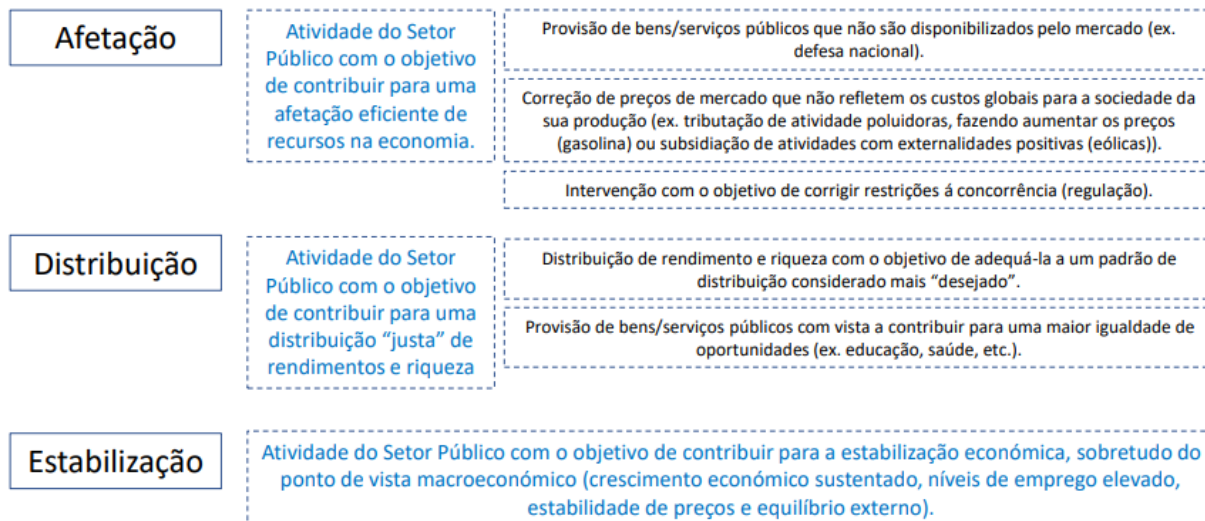 Afetação
Atividade do Setor
Público com o objetivo
de contribuir para uma
afetação eficiente de
recursos na economia.
Provisão de bens/serviços públicos que não são disponibilizados pelo mercado (ex.
defesa nacional).
Correção de preços de mercado que não refletem os custos globais para a sociedade da
sua produção (ex. tributação de atividade poluidoras, fazendo aumentar os preços
(gasolina) ou subsidiação de atividades com externalidades positivas (eólicas)).
Intervenção com o objetivo de corrigir restrições á concorrência (regulação).
Distribuição
Atividade do Setor
Público com o objetivo
de contribuir para uma
distribuição “justa” de
rendimentos e riqueza
Distribuição de rendimento e riqueza com o objetivo de adequá-la a um padrão de
distribuição considerado mais “desejado”.
Provisão de bens/serviços públicos com vista a contribuir para uma maior igualdade de
oportunidades (ex. educação, saúde, etc.).
Estabilização
Atividade do Setor Público com o objetivo de contribuir para a estabilização económica, sobretudo do
ponto de vista macroeconómico (crescimento económico sustentado, níveis de emprego elevado,
estabilidade de preços e equilíbrio externo).